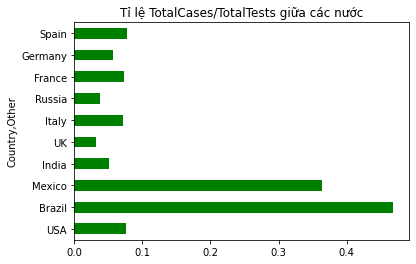 Tỉ lệ TotalCases/TotalTests giữa các nước
Country,Other
Spain
Germany
France
Russia
Italy
UK
India
Mexico
Brazil
USA
0.0 0.1 0.2 0.3 0.4